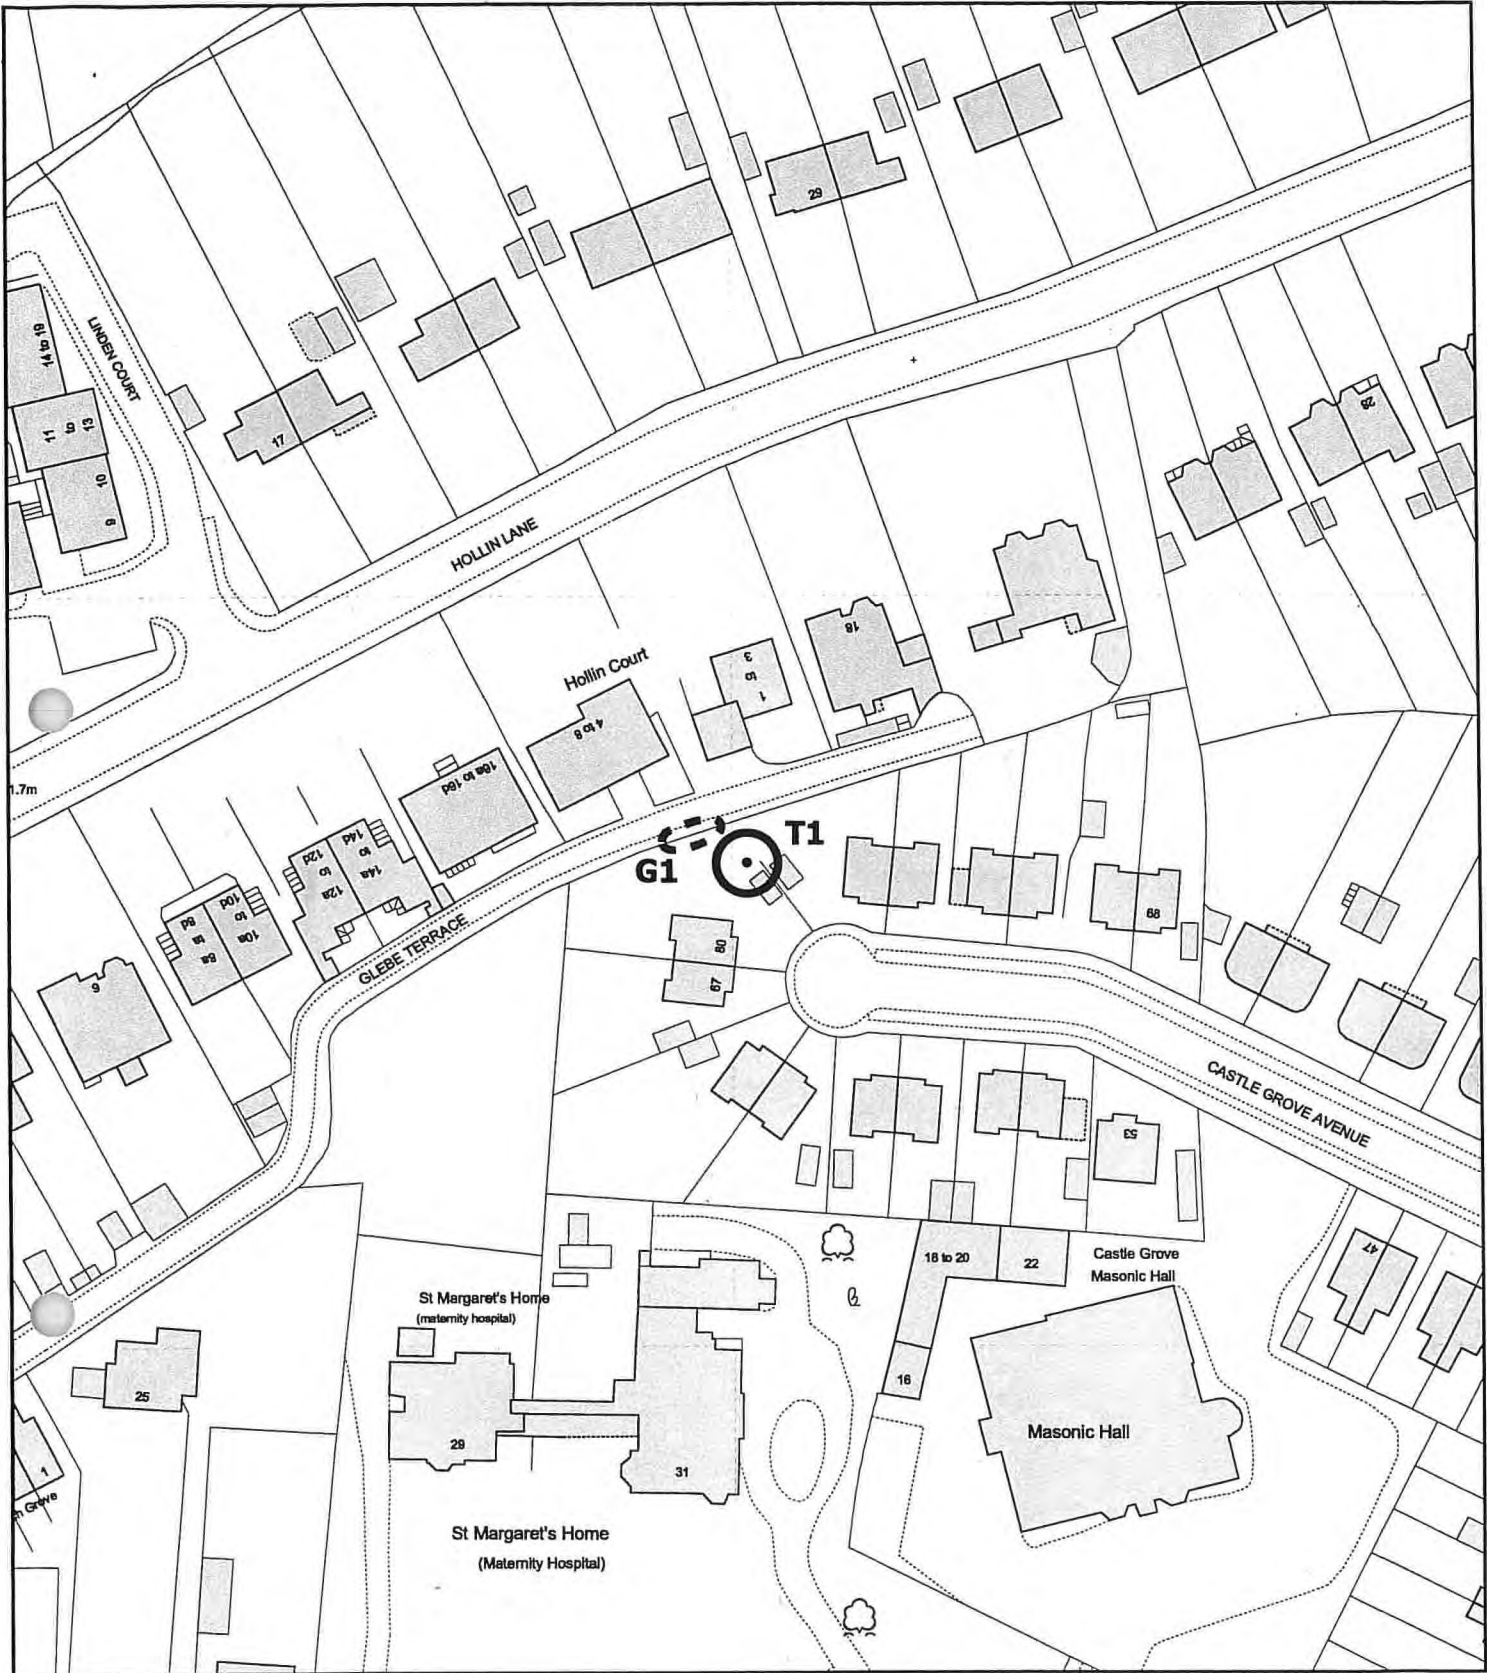 29
14 to 19
LINDEN COURT
11
to
13
17
10
9
28
HOLLIN LANE
18
Hollin Court
3
to
1
4 to 8
16a to 16d
1.7m
14d
to
14a
12d
to
12a
T1
G1
10d
to
10a
8d
to
8a
68
GLEBE TERRACE
80
67
9
CASTLE GROVE AVENUE
53
18 to 20
22
Castle Grove
Masonic Hall
47
St Margaret's Home
(maternity hospital)
25
16
29
31
Masonic Hall
1
Grove
St Margaret's Home
(Maternity Hospital)